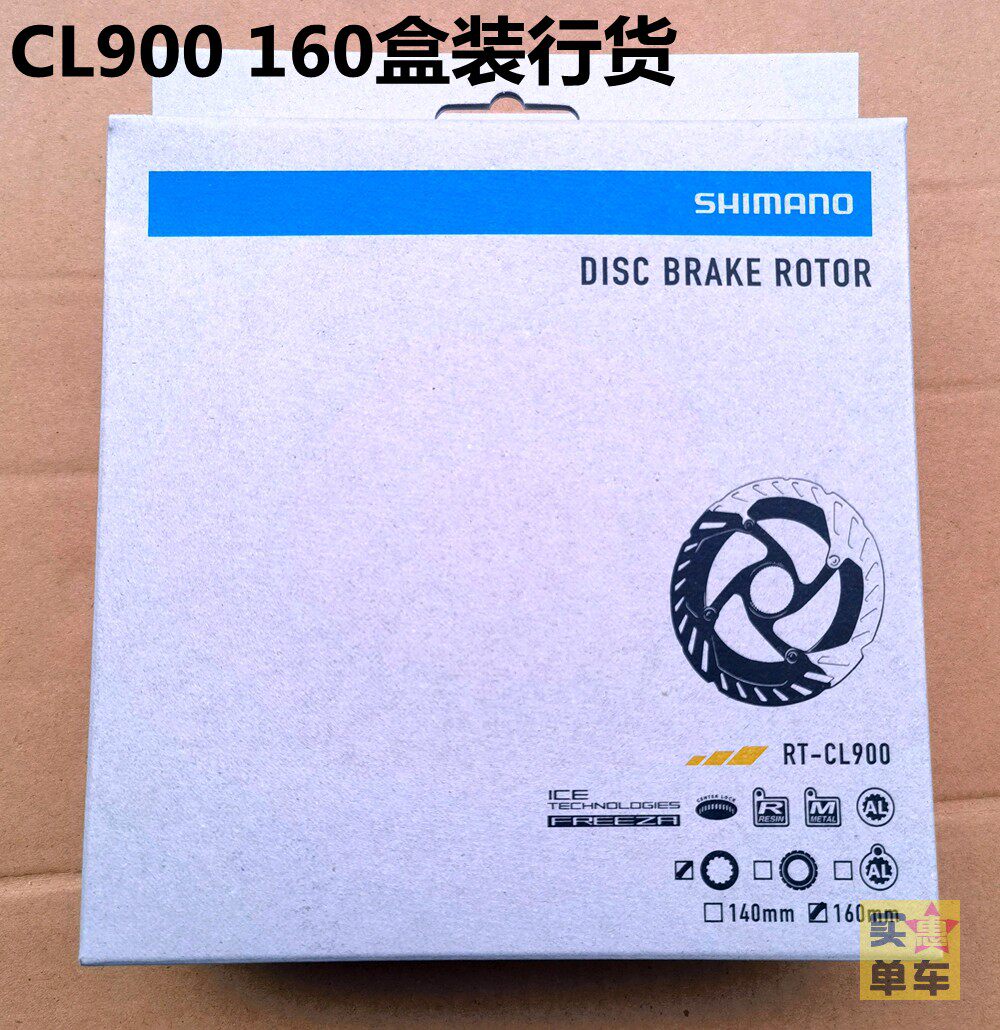 CL900 160盒装行货
SHIMANO
DISC BRAKE ROTOR
RT-CL900
ICE
TECHNOLOGIES
FREEZA
CENTER LOCK
R
RESIN
M
METAL
AL
AL
140mm 160mm
实惠
单车